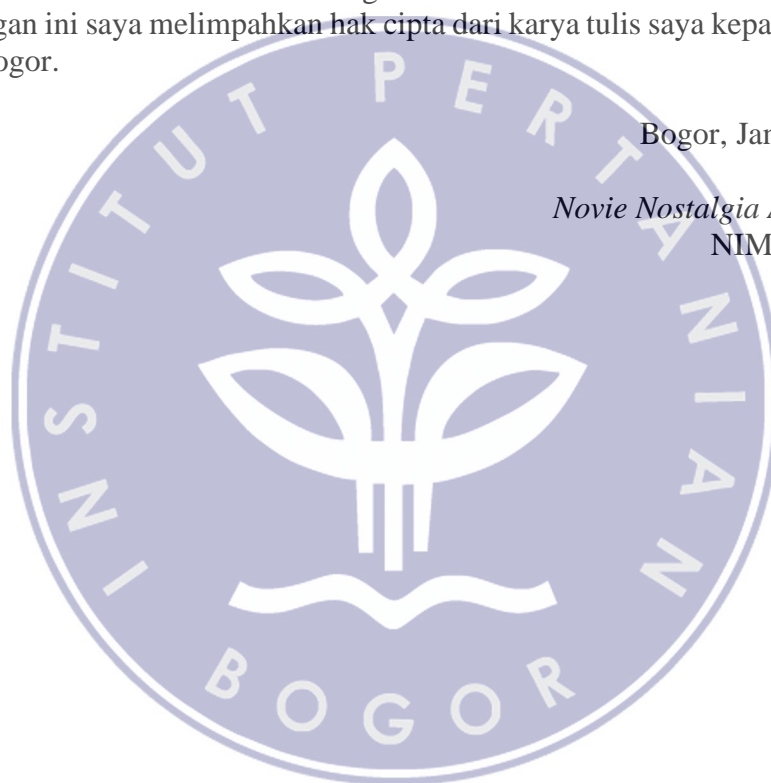 gan ini saya melimpahkan hak cipta dari karya tulis saya kepa
ogor.
Bogor, Jan
Novie Nostalgia A
NIM
INSTITUT PERTANIAN
BOGOR